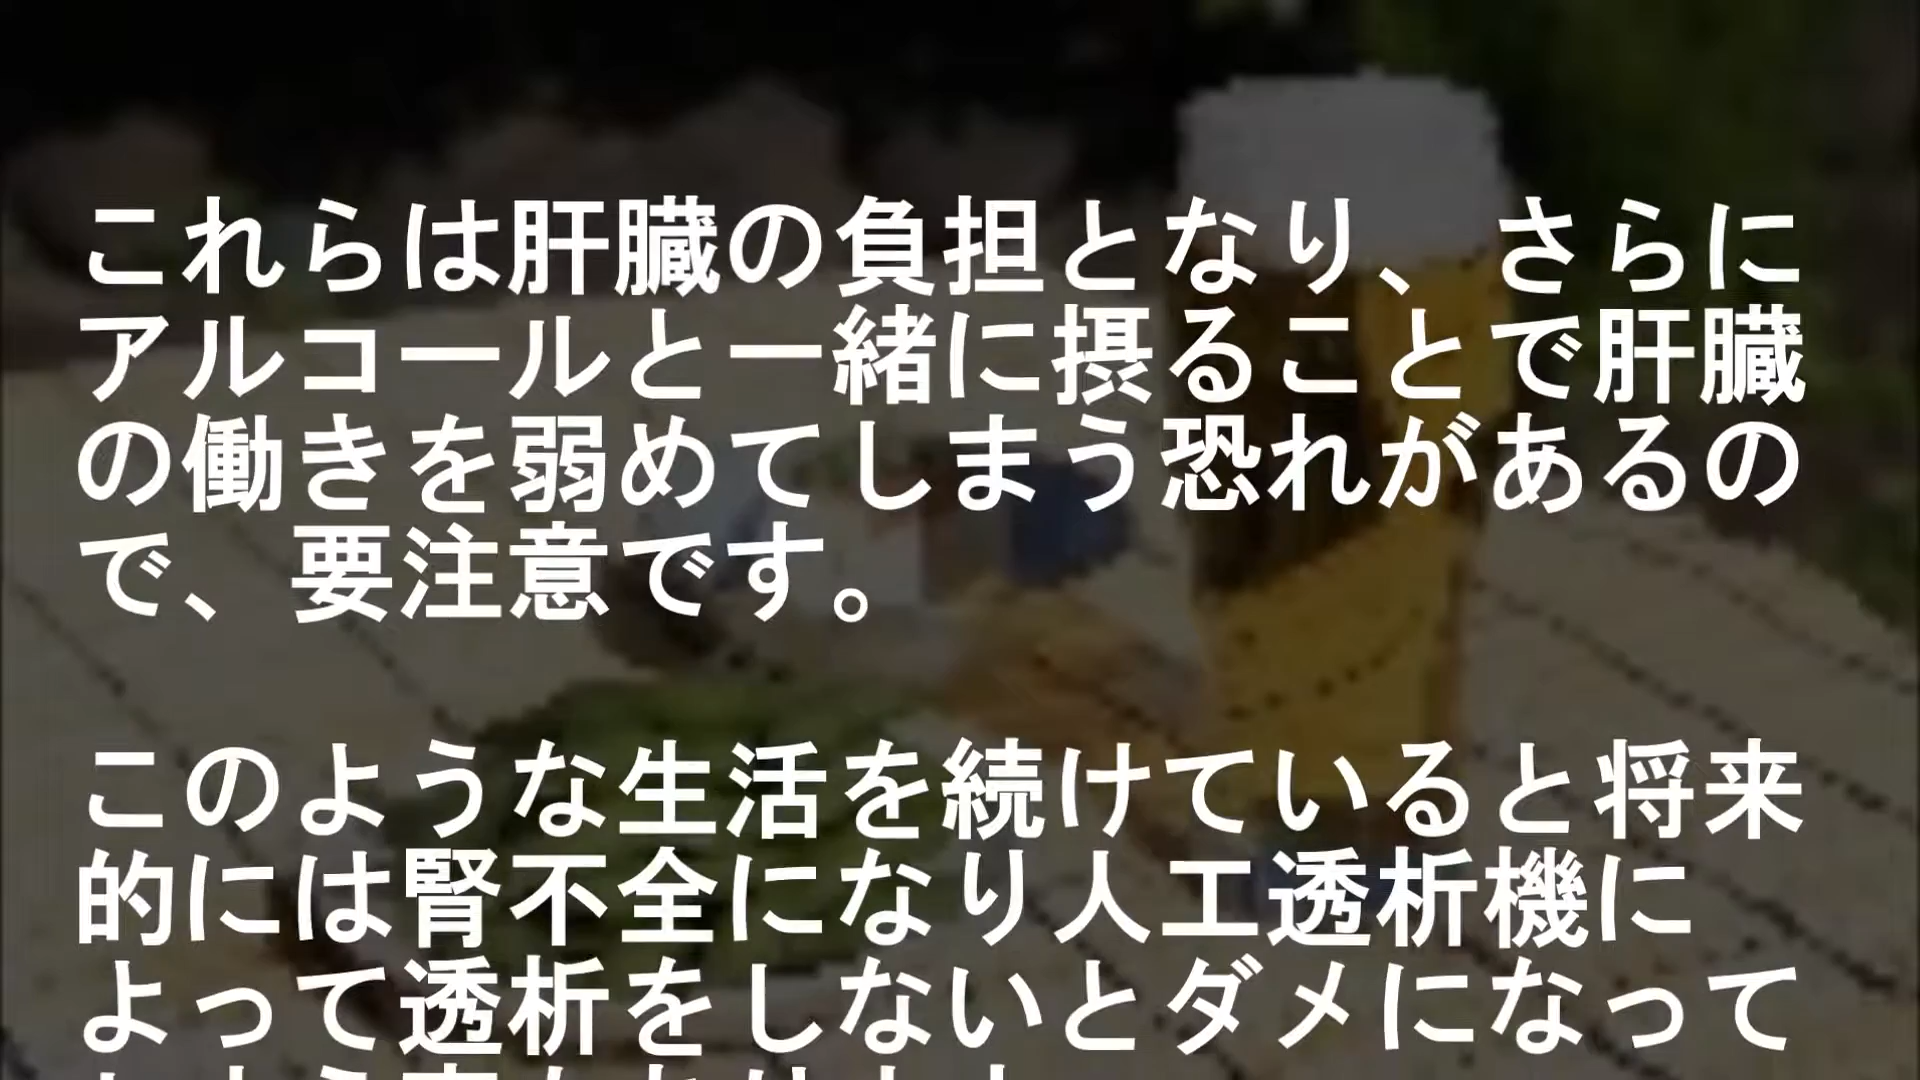 これらは肝臓の負担となり、さらに
アルコールと一緒に摂ることで肝臓
の働きを弱めてしまう恐れがあるの
で、要注意です。
このような生活を続けていると将来
的には腎不全になり人工透析機に
よって透析をしないとダメになって